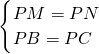 PM = PN
PB = PC